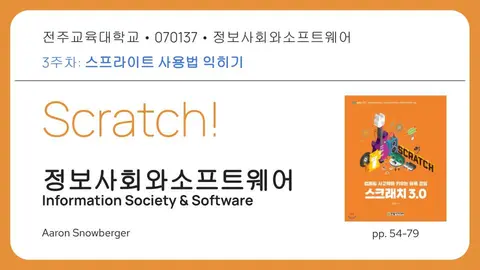 전주교육대학교 • 070137 • 정보사회와소프트웨어
3주차: 스프라이트 사용법 익히기
Scratch!
정보사회와소프트웨어
Information Society & Software
Aaron Snowberger
SCRATCH
스크래치 3.0
pp. 54-79